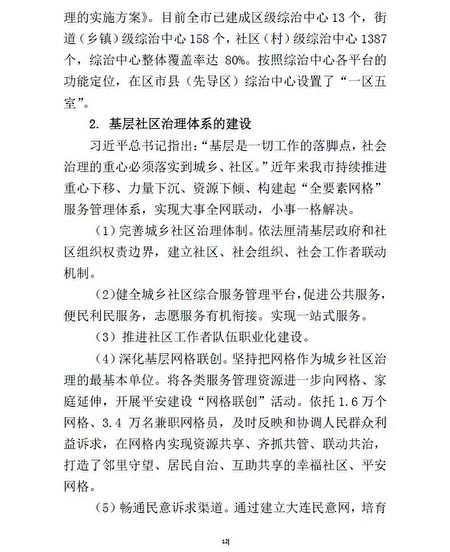 理的实施方案》。目前全市已建成区级综治中心 13 个，街
道（乡镇）级综治中心 158 个，社区（村）级综治中心 1387
个，综治中心整体覆盖率达 80%。按照综治中心各平台的
功能定位，在区市县（先导区）综治中心设置了“一区五
室”。
2. 基层社区治理体系的建设
习近平总书记指出：“基层是一切工作的落脚点，社会
治理的重心必须落实到城乡、社区。”近年来我市持续推进
重心下移、力量下沉、资源下倾、构建起“全要素网格”
服务管理体系，实现大事全网联动，小事一格解决。
（1）完善城乡社区治理体制。依法厘清基层政府和社
区组织权责边界，建立社区、社会组织、社会工作者联动
机制。
（2）健全城乡社区综合服务管理平台，促进公共服务，
便民利民服务，志愿服务有机衔接。实现一站式服务。
（3）推进社区工作者队伍职业化建设。
（4）深化基层网格联创。坚持把网格作为城乡社区治
理的最基本单位。将各类服务管理资源进一步向网格、家
庭延伸，开展平安建设“网格联创”活动。依托 1.6 万个
网格、3.4 万名兼职网格员，及时反映和协调人民群众利
益诉求，在网格内实现资源共享、齐抓共管、联动共治，
打造了邻里守望、居民自治、互助共享的幸福社区、平安
网格。
（5）畅通民意诉求渠道。通过建立大连民意网，培育